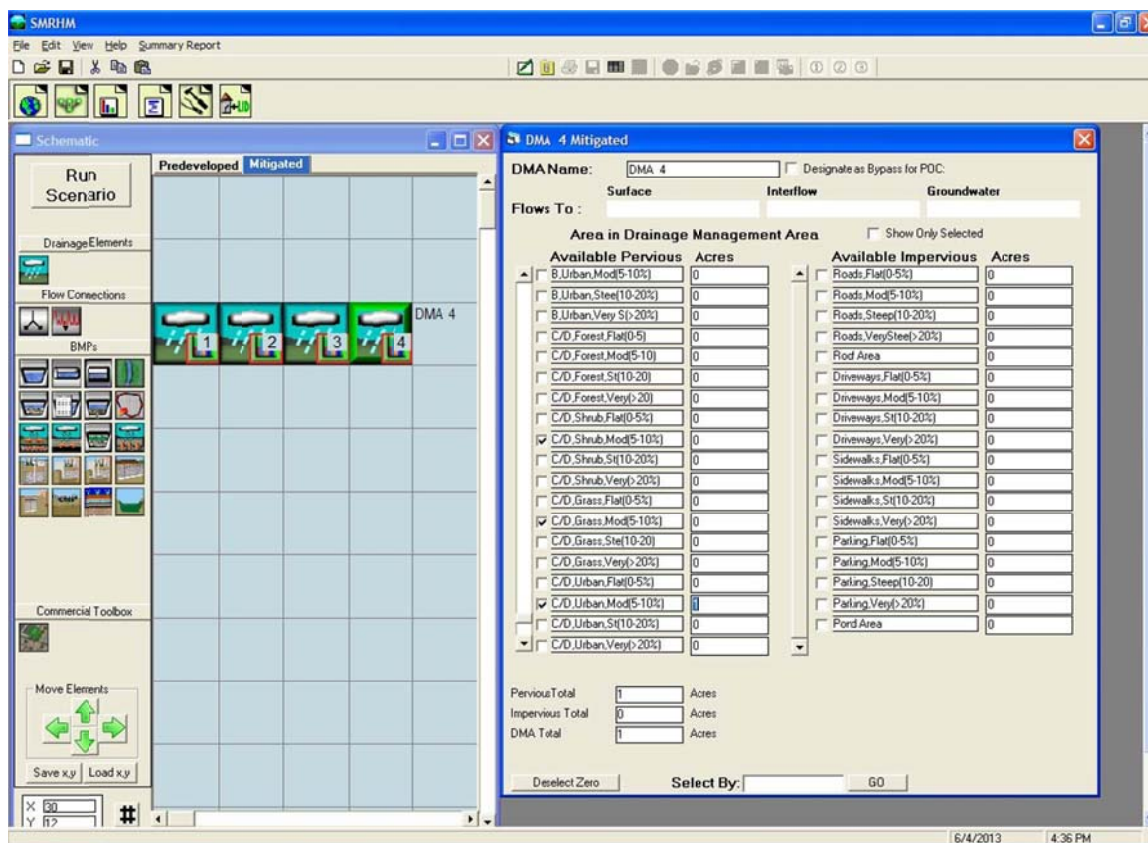 SMRHM
File Edit View Help Summary Report
Schematic
Run
Scenario
Predeveloped Mitigated
Drainage Elements
Flow Connections
BMPs
1 2 3 4 DMA 4
Commercial Toolbox
Move Elements
Save x,y Load x,y
X 30
Y 12
#
DMA 4 Mitigated
DMA Name: DMA 4 Designate as Bypass for POC:
Surface Interflow Groundwater
Flows To :
Area in Drainage Management Area Show Only Selected
Available Pervious Acres Available Impervious Acres
B,Urban,Mod(5-10%) 0 Roads,Flat(0-5%) 0
B,Urban,Stee(10-20%) 0 Roads,Mod(5-10%) 0
B,Urban,Very S(>20%) 0 Roads,Steep(10-20%) 0
C/D,Forest,Flat(0-5) 0 Roads,VeryStee(>20%) 0
C/D,Forest,Mod(5-10) 0 Roof Area 0
C/D,Forest,St(10-20) 0 Driveways,Flat(0-5%) 0
C/D,Forest,Very(>20) 0 Driveways,Mod(5-10%) 0
C/D,Shrub,Flat(0-5%) 0 Driveways,St(10-20%) 0
C/D,Shrub,Mod(5-10%) 0 Driveways,Very(>20%) 0
C/D,Shrub,St(10-20%) 0 Sidewalks,Flat(0-5%) 0
C/D,Shrub,Very(>20%) 0 Sidewalks,Mod(5-10%) 0
C/D,Grass,Flat(0-5%) 0 Sidewalks,St(10-20%) 0
C/D,Grass,Mod(5-10%) 0 Sidewalks,Very(>20%) 0
C/D,Grass,Ste(10-20) 0 Parking,Flat(0-5%) 0
C/D,Grass,Very(>20%) 0 Parking,Mod(5-10%) 0
C/D,Urban,Flat(0-5%) 0 Parking,Steep(10-20) 0
C/D,Urban,Mod(5-10%) 1 Parking,Very(>20%) 0
C/D,Urban,St(10-20%) 0 Pond Area 0
C/D,Urban,Very(>20%) 0
PerviousTotal 1 Acres
Impervious Total 0 Acres
DMA Total 1 Acres
Deselect Zero Select By: GO
6/4/2013 4:36 PM